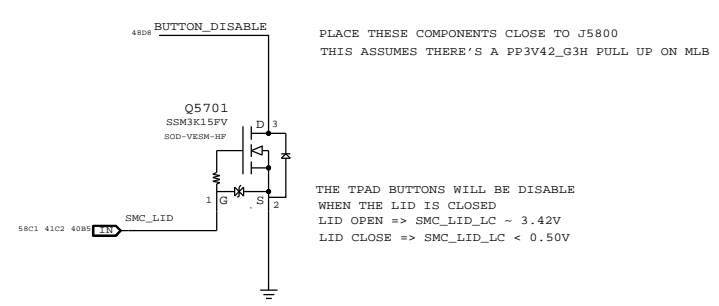 48D8 BUTTON_DISABLE
PLACE THESE COMPONENTS CLOSE TO J5800
THIS ASSUMES THERE'S A PP3V42_G3H PULL UP ON MLB
Q5701
SSM3K15FV
SOD-VESM-HF
D 3
1 G S 2
THE TPAD BUTTONS WILL BE DISABLE
WHEN THE LID IS CLOSED
LID OPEN => SMC_LID_LC ~ 3.42V
LID CLOSE => SMC_LID_LC < 0.50V
SMC_LID
58C1 41C2 40B5 IN